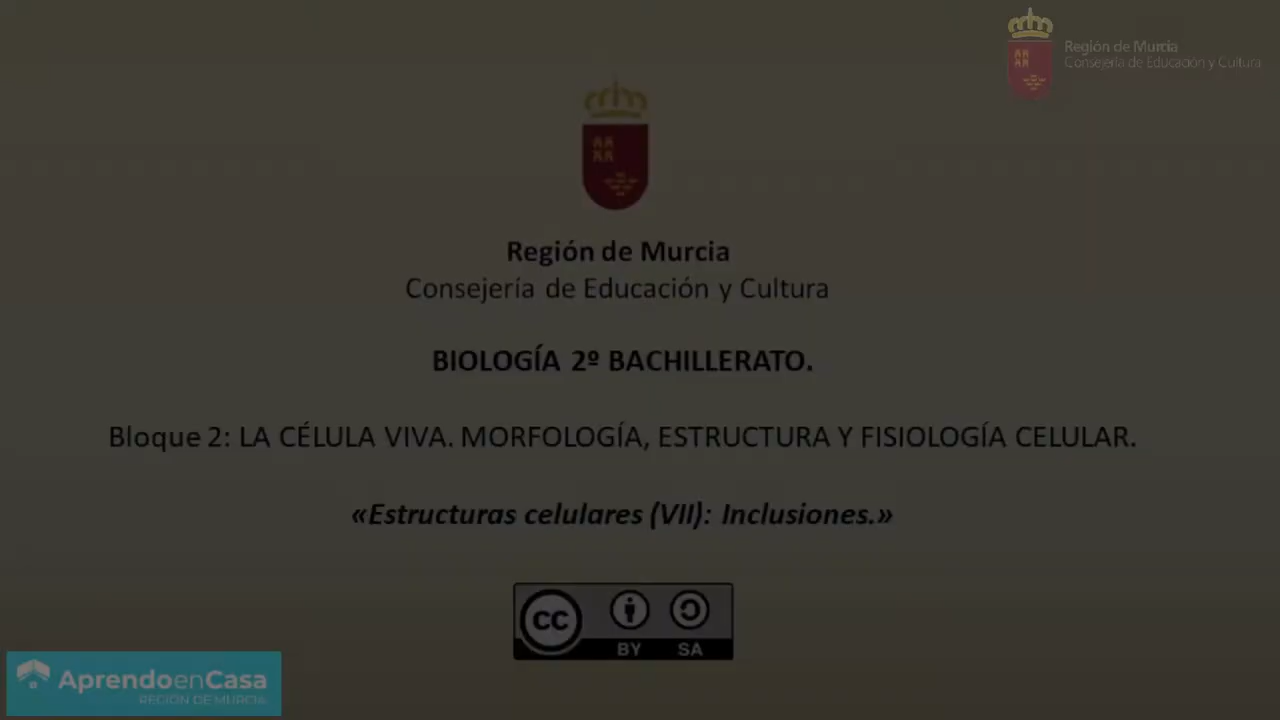 Región de Murcia
Consejería de Educación y Cultura
Región de Murcia
Consejería de Educación y Cultura
BIOLOGÍA 2º BACHILLERATO.
Bloque 2: LA CÉLULA VIVA. MORFOLOGÍA, ESTRUCTURA Y FISIOLOGÍA CELULAR.
«Estructuras celulares (VII): Inclusiones.»
cc
BY SA
AprendoenCasa
REGIÓN DE MURCIA